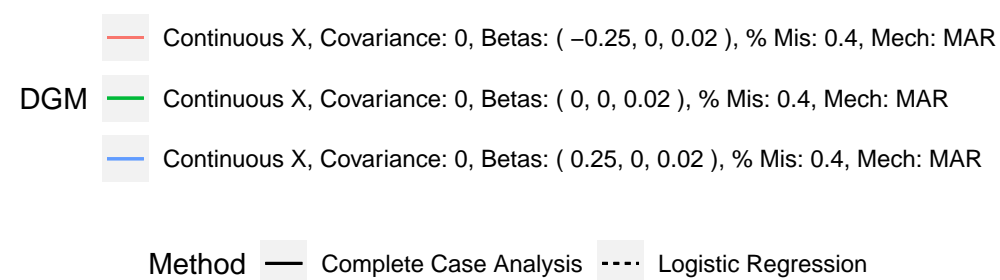 Continuous X, Covariance: 0, Betas: ( −0.25, 0, 0.02 ), % Mis: 0.4, Mech: MAR
DGM Continuous X, Covariance: 0, Betas: ( 0, 0, 0.02 ), % Mis: 0.4, Mech: MAR
Continuous X, Covariance: 0, Betas: ( 0.25, 0, 0.02 ), % Mis: 0.4, Mech: MAR
Method Complete Case Analysis Logistic Regression